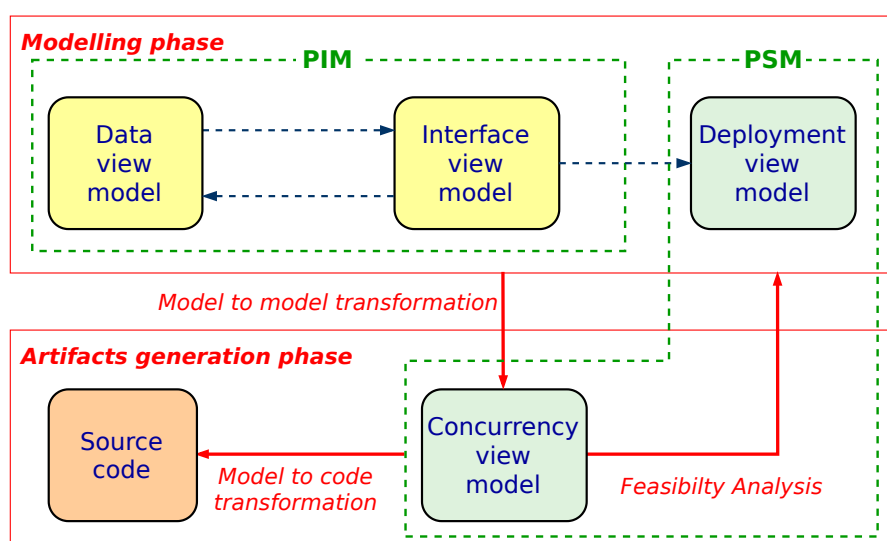 Modelling phase
PIM
PSM
Data
view
model
Interface
view
model
Deployment
view
model
Model to model transformation
Artifacts generation phase
Source
code
Model to code
transformation
Concurrency
view
model
Feasibilty Analysis